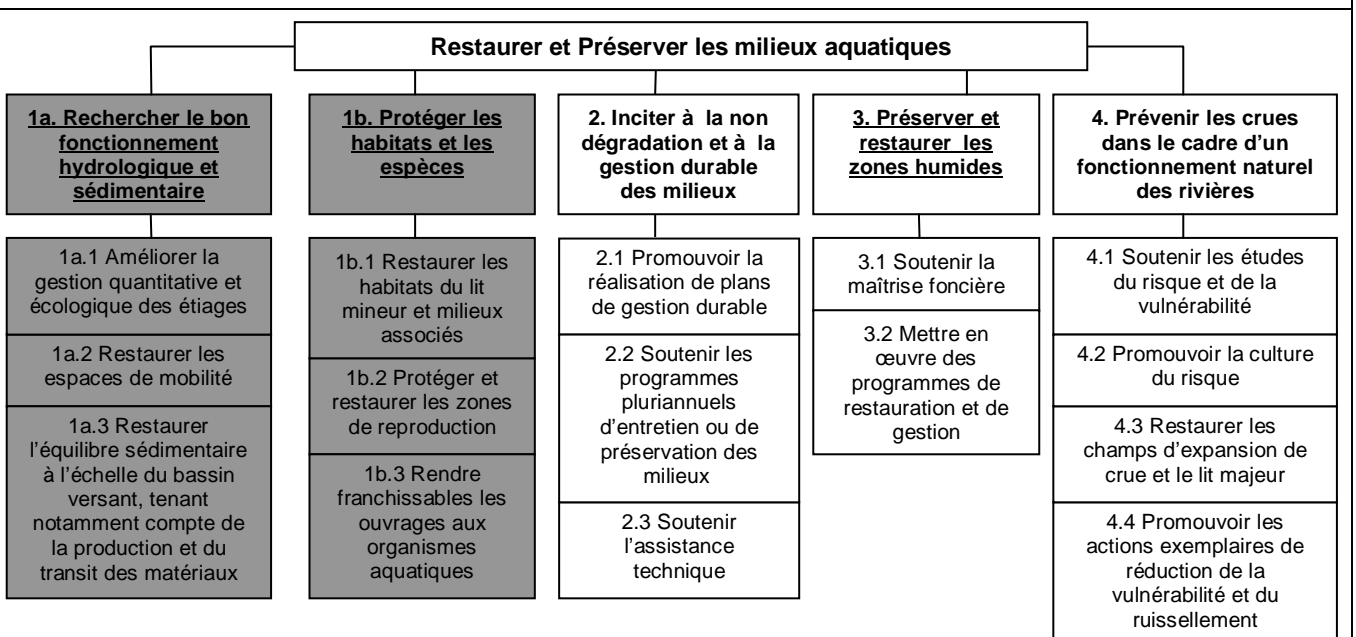 Restaurer et Préserver les milieux aquatiques
1a. Rechercher le bon
fonctionnement
hydrologique et
sédimentaire
1a.1 Améliorer la
gestion quantitative et
écologique des étiages
1a.2 Restaurer les
espaces de mobilité
1a.3 Restaurer
l'équilibre sédimentaire
à l'échelle du bassin
versant, tenant
notamment compte de
la production et du
transit des matériaux
1b. Protéger les
habitats et les
espèces
1b.1 Restaurer les
habitats du lit
mineur et milieux
associés
1b.2 Protéger et
restaurer les zones
de reproduction
1b.3 Rendre
franchissables les
ouvrages aux
organismes
aquatiques
2. Inciter à la non
dégradation et à la
gestion durable
des milieux
2.1 Promouvoir la
réalisation de plans
de gestion durable
2.2 Soutenir les
programmes
pluriannuels
d'entretien ou de
préservation des
milieux
2.3 Soutenir
l'assistance
technique
3. Préserver et
restaurer les
zones humides
3.1 Soutenir la
maîtrise foncière
3.2 Mettre en
œuvre des
programmes de
restauration et de
gestion
4. Prévenir les crues
dans le cadre d'un
fonctionnement naturel
des rivières
4.1 Soutenir les études
du risque et de la
vulnérabilité
4.2 Promouvoir la culture
du risque
4.3 Restaurer les
champs d'expansion de
crue et le lit majeur
4.4 Promouvoir les
actions exemplaires de
réduction de la
vulnérabilité et du
ruissellement